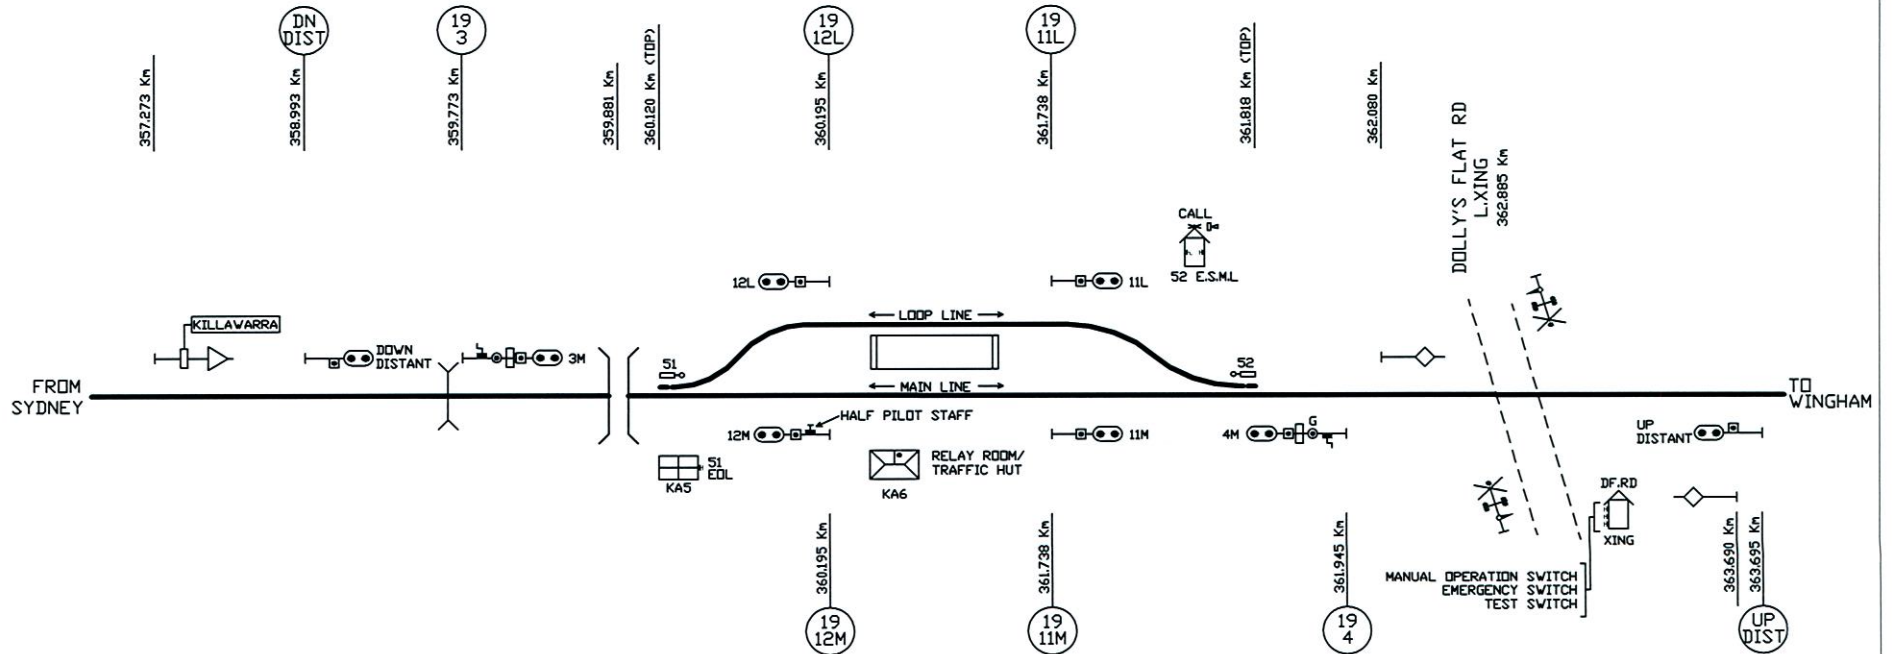 DN
DIST
19
3
19
12L
19
11L
357.273 Km
358.993 Km
359.773 Km
359.881 Km
360.120 Km (TOP)
360.195 Km
361.738 Km
361.818 Km (TOP)
362.080 Km
DOLLY'S FLAT RD
L.XING
362.885 Km
CALL
52 E.S.M.L
12L
11L
KILLAWARRA
LOOP LINE
DOWN
DISTANT
3M
51
52
MAIN LINE
FROM
SYDNEY
TO
WINGHAM
HALF PILOT STAFF
12M
11M
4M
G
UP
DISTANT
51
EOL
KA5
RELAY ROOM/
TRAFFIC HUT
KA6
DF.RD
XING
MANUAL OPERATION SWITCH
EMERGENCY SWITCH
TEST SWITCH
360.195 Km
361.738 Km
361.945 Km
363.690 Km
363.695 Km
19
12M
19
11M
19
4
UP
DIST